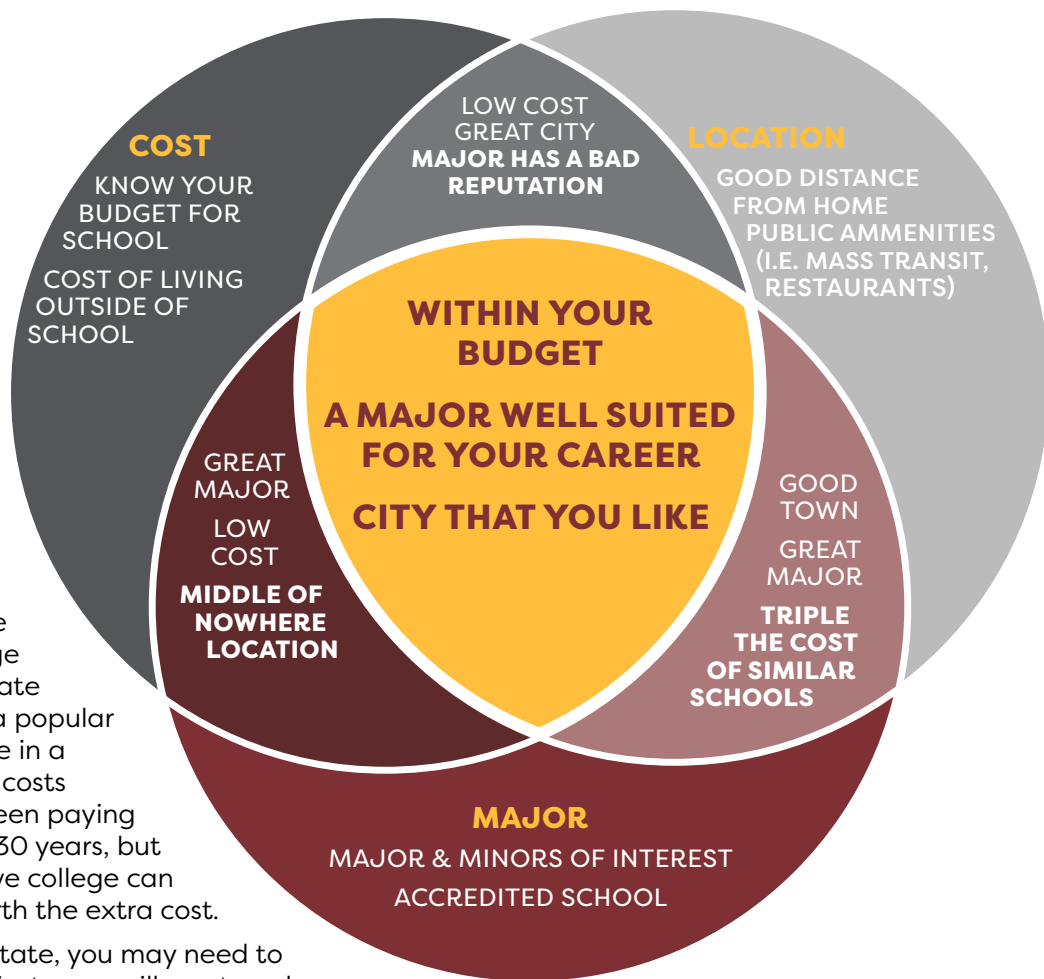 COST
KNOW YOUR
BUDGET FOR
SCHOOL
COST OF LIVING
OUTSIDE OF
SCHOOL
LOW COST
GREAT CITY
MAJOR HAS A BAD
REPUTATION
LOCATION
GOOD DISTANCE
FROM HOME
PUBLIC AMMENITIES
(I.E. MASS TRANSIT,
RESTAURANTS)
WITHIN YOUR
BUDGET
A MAJOR WELL SUITED
FOR YOUR CAREER
CITY THAT YOU LIKE
GREAT
MAJOR
LOW
COST
MIDDLE OF
NOWHERE
LOCATION
GOOD
TOWN
GREAT
MAJOR
TRIPLE
THE COST
OF SIMILAR
SCHOOLS
MAJOR
MAJOR & MINORS OF INTEREST
ACCREDITED SCHOOL
a popular
in a
costs
paying
30 years, but
college can
the extra cost.
you may need to